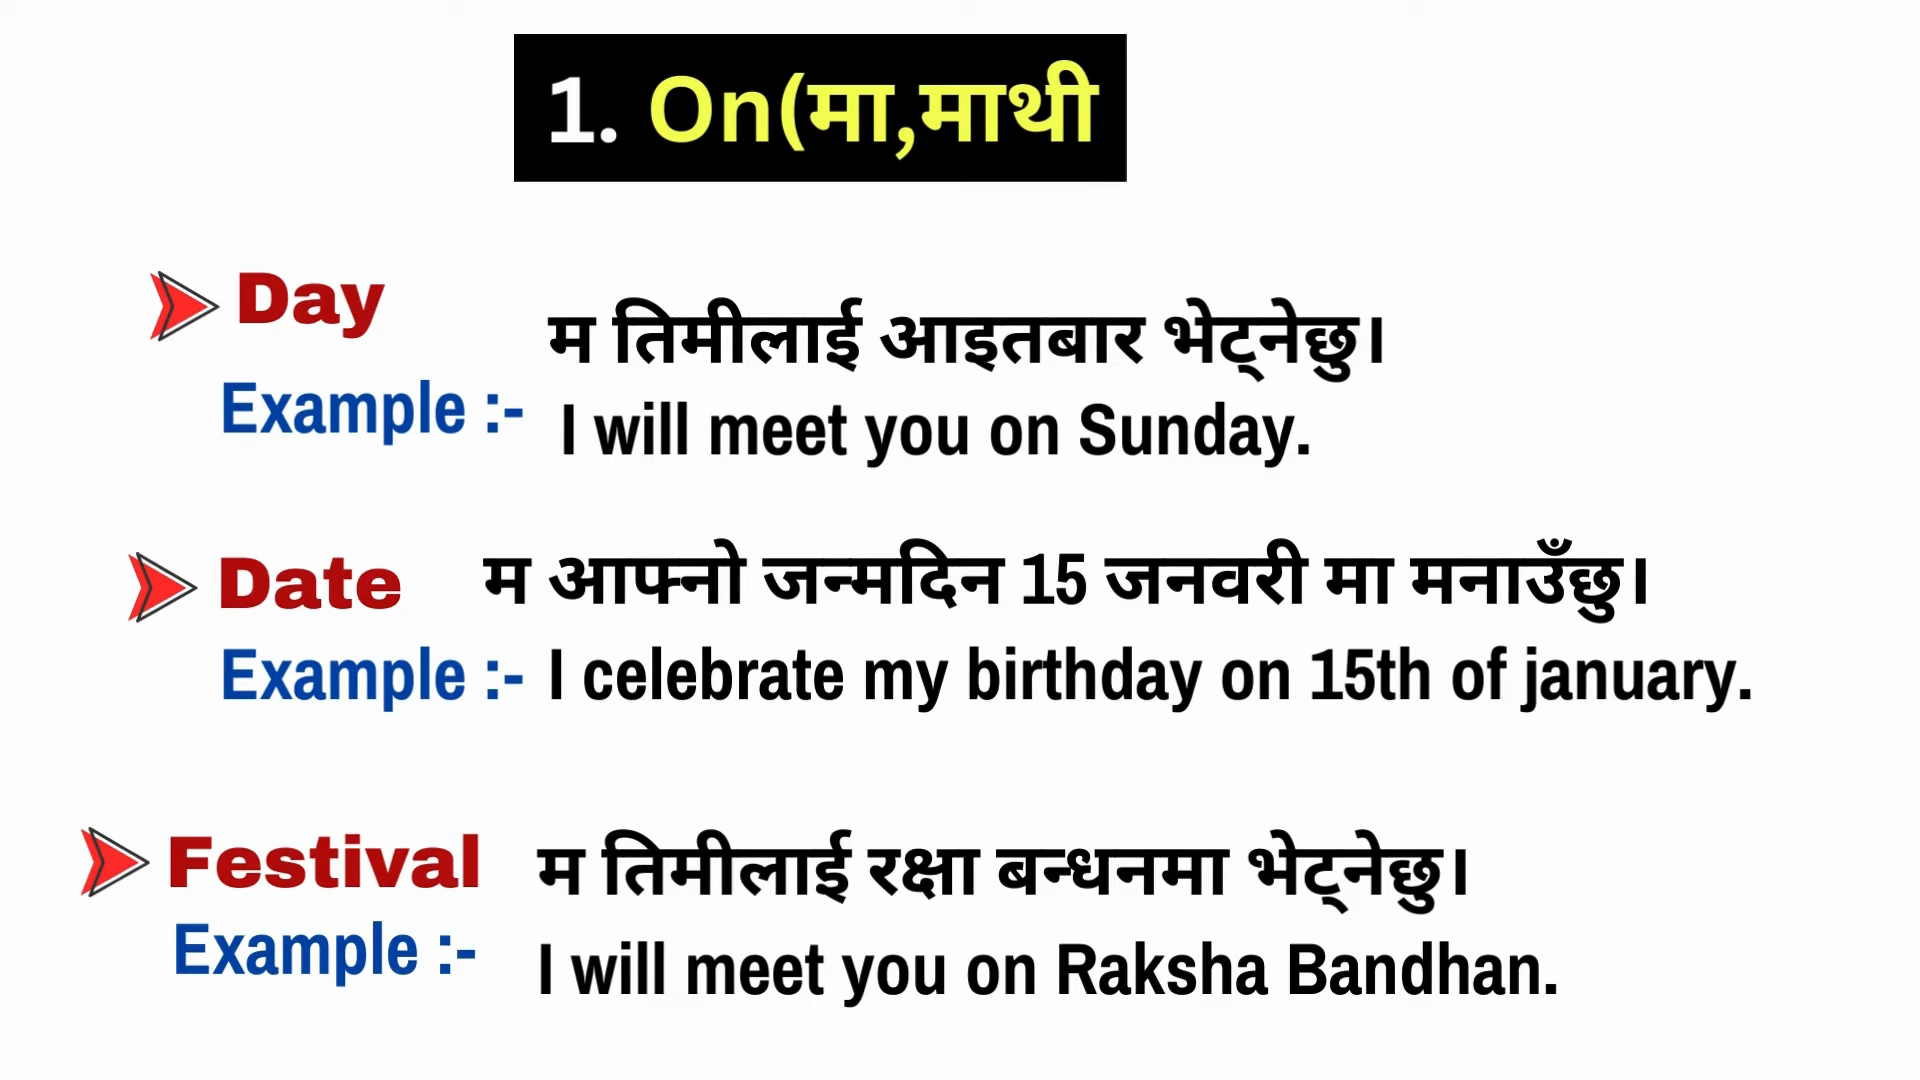 1. On(मा,माथी
Day
म तिमीलाई आइतबार भेट्नेछु।
Example :- I will meet you on Sunday.
Date म आफ्नो जन्मदिन 15 जनवरी मा मनाउँछु।
Example :- I celebrate my birthday on 15th of january.
Festival म तिमीलाई रक्षा बन्धनमा भेट्नेछु।
Example :- I will meet you on Raksha Bandhan.